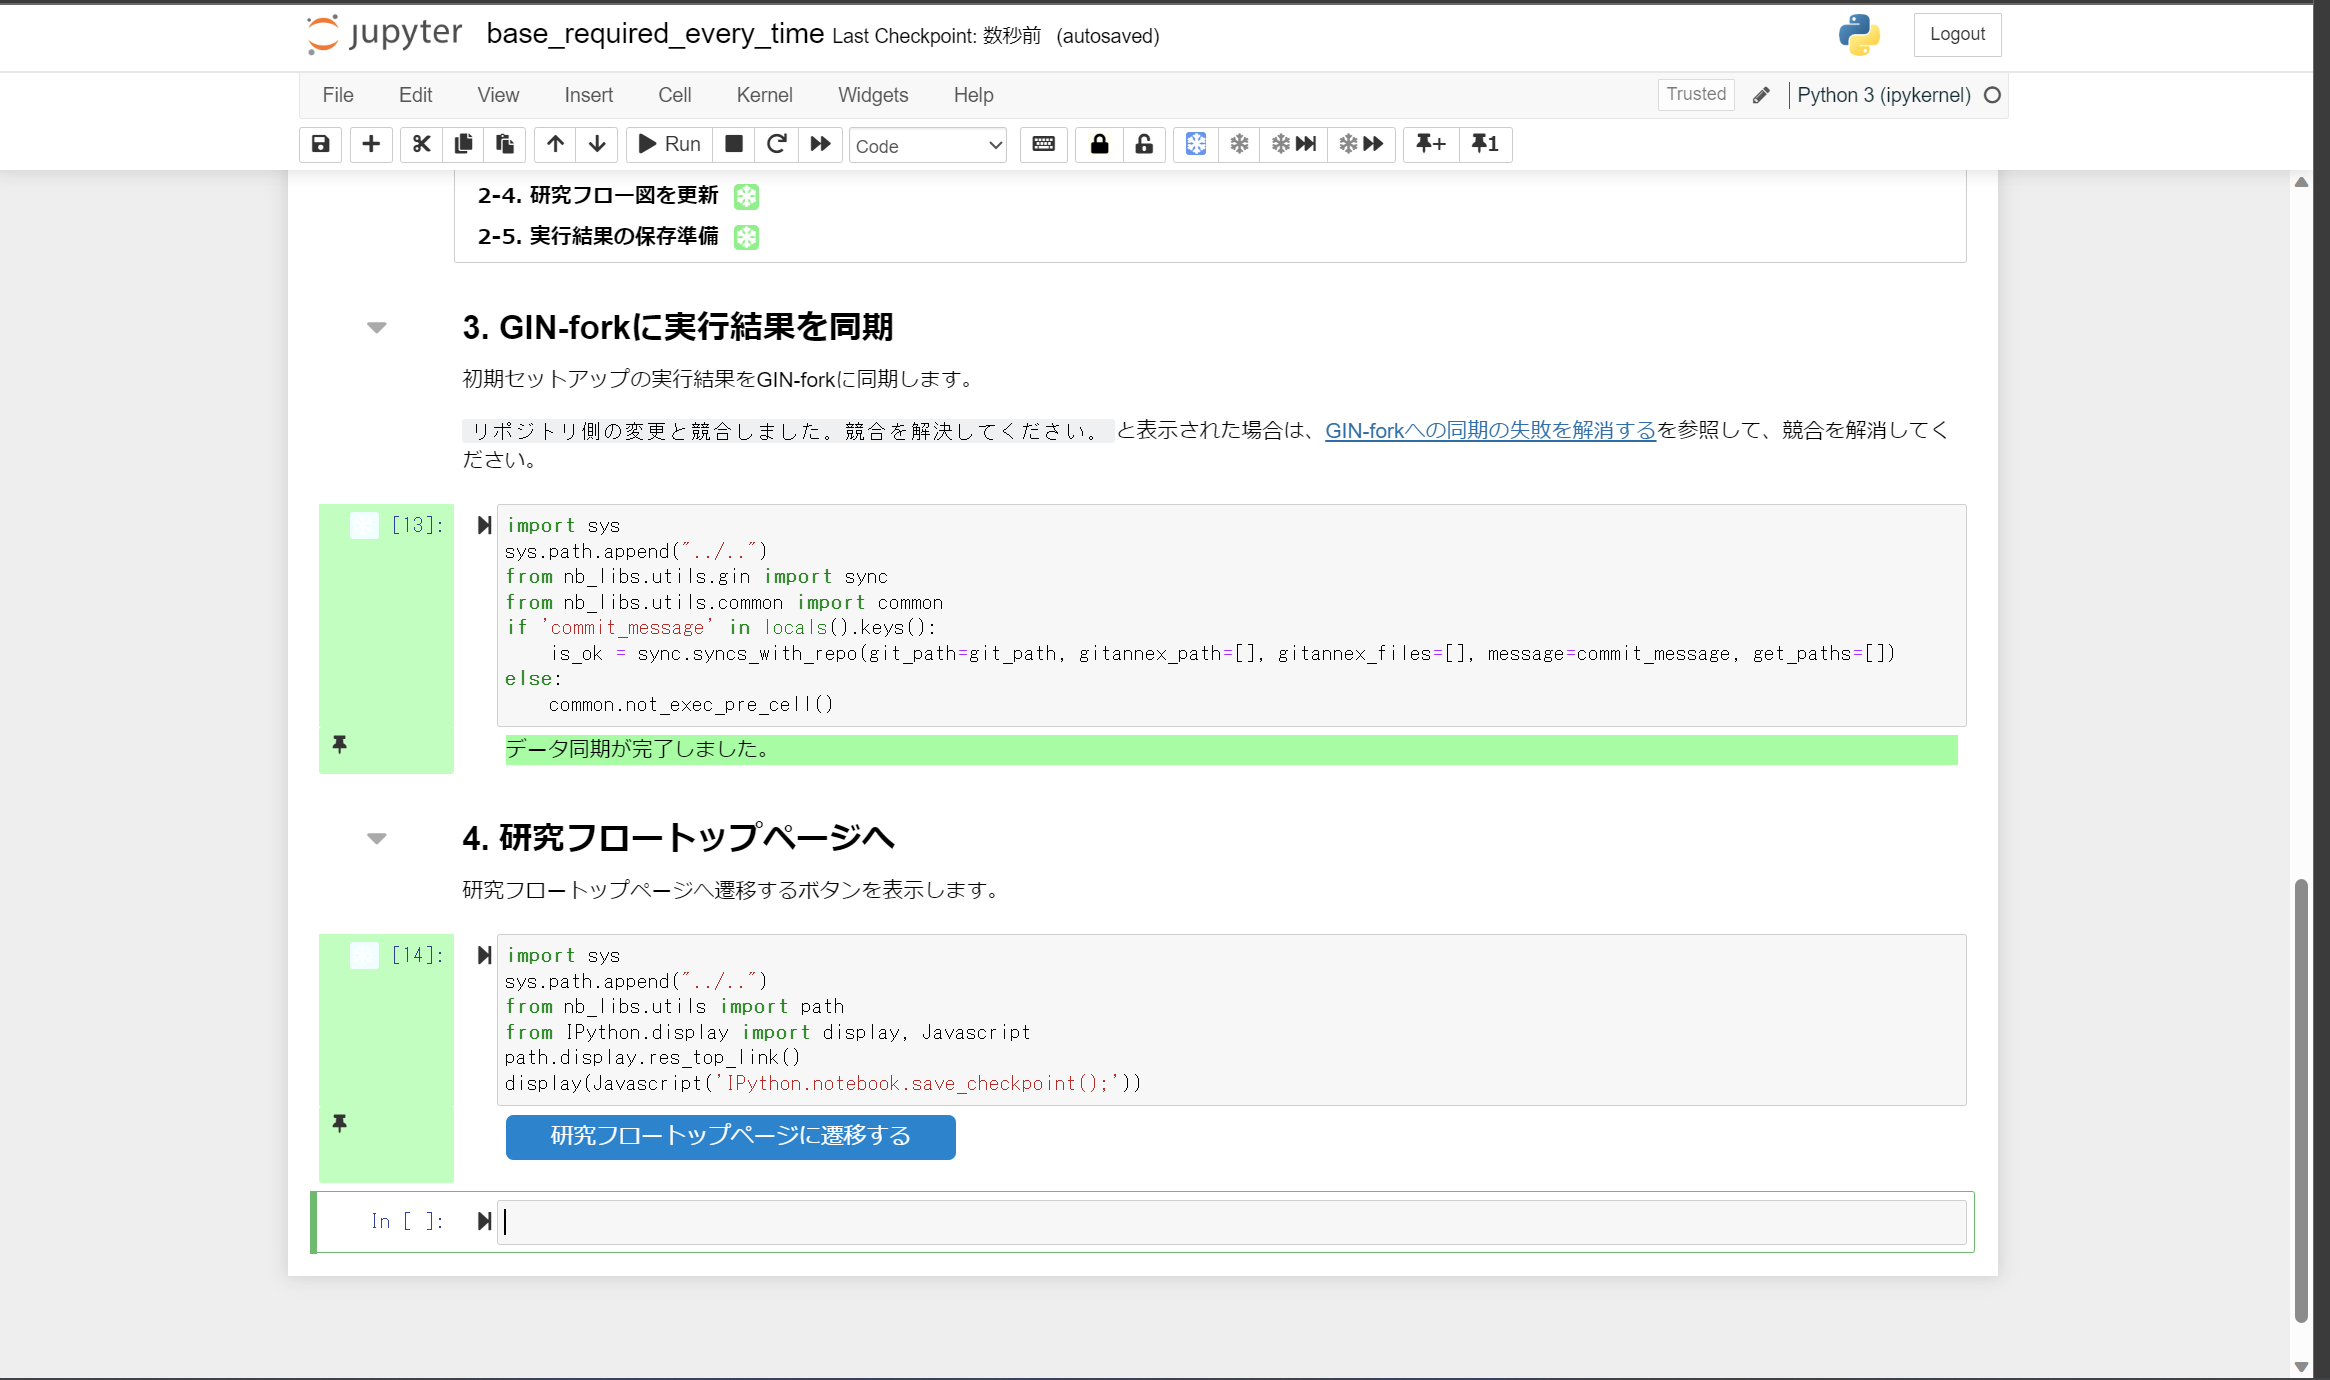 jupyter base_required_every_time Last Checkpoint: 数秒前 (autosaved) Logout
File Edit View Insert Cell Kernel Widgets Help Trusted Python 3 (ipykernel)
Run Code + 1
2-4. 研究フロー図を更新
2-5. 実行結果の保存準備
3. GIN-forkに実行結果を同期
初期セットアップの実行結果をGIN-forkに同期します。
リポジトリ側の変更と競合しました。競合を解決してください。 と表示された場合は、GIN-forkへの同期の失敗を解消するを参照して、競合を解消してく
ださい。
[13]: import sys
sys.path.append("../..")
from nb_libs.utils.gin import sync
from nb_libs.utils.common import common
if 'commit_message' in locals().keys():
    is_ok = sync.syncs_with_repo(git_path=git_path, gitannex_path=[], gitannex_files=[], message=commit_message, get_paths=[])
else:
    common.not_exec_pre_cell()
データ同期が完了しました。
4. 研究フロートップページへ
研究フロートップページへ遷移するボタンを表示します。
[14]: import sys
sys.path.append("../..")
from nb_libs.utils import path
from IPython.display import display, Javascript
path.display.res_top_link()
display(Javascript('IPython.notebook.save_checkpoint();'))
研究フロートップページに遷移する
In [ ]: